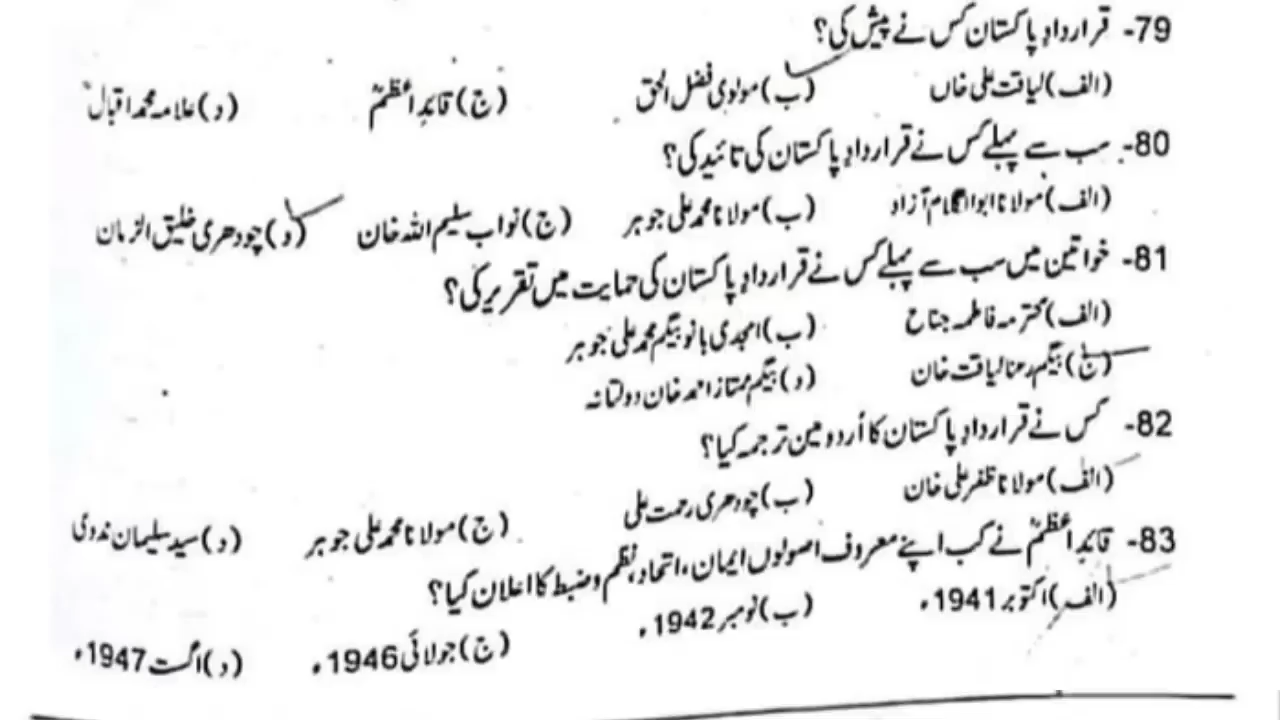 79- قرارداد پاکستان کس نے پیش کی؟
(الف) لیاقت علی خاں (ب) مولوی فضل الحق (ج) قائد اعظمؒ (د) علامہ محمد اقبالؒ
80- سب سے پہلے کس نے قراردادِ پاکستان کی تائید کی؟
(الف) مولانا ابوالکلام آزاد (ب) مولانا محمد علی جوہر (ج) نواب سلیم اللہ خان (د) چودھری خلیق الزمان
81- خواتین میں سب سے پہلے کس نے قراردادِ پاکستان کی حمایت میں تقریر کی؟
(الف) محترمہ فاطمہ جناح (ب) امجدی بانو بیگم محمد علی جوہر
(ج) بیگم رعنا لیاقت خان (د) بیگم ممتاز احمد خان دولتانہ
82- کس نے قراردادِ پاکستان کا اُردو مین ترجمہ کیا؟
(الف) مولانا ظفر علی خان (ب) چودھری رحمت علی (ج) مولانا محمد علی جوہر (د) سید سلیمان ندوی
83- قائد اعظمؒ نے کب اپنے معروف اصولوں ایمان، اتحاد، نظم و ضبط کا اعلان کیا؟
(الف) اکتوبر 1941ء (ب) نومبر 1942ء (ج) جولائی 1946ء (د) اگست 1947ء